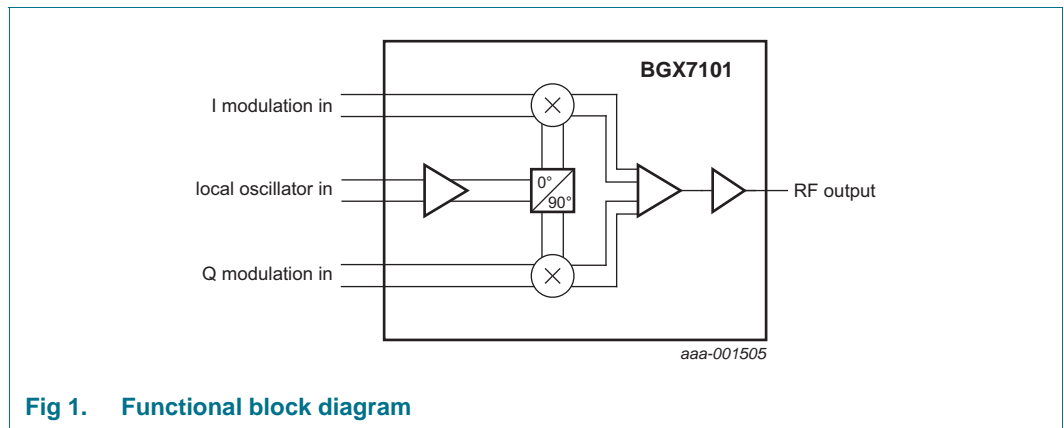 BGX7101
I modulation in
local oscillator in
0°
90°
RF output
Q modulation in
aaa-001505
Fig 1. Functional block diagram